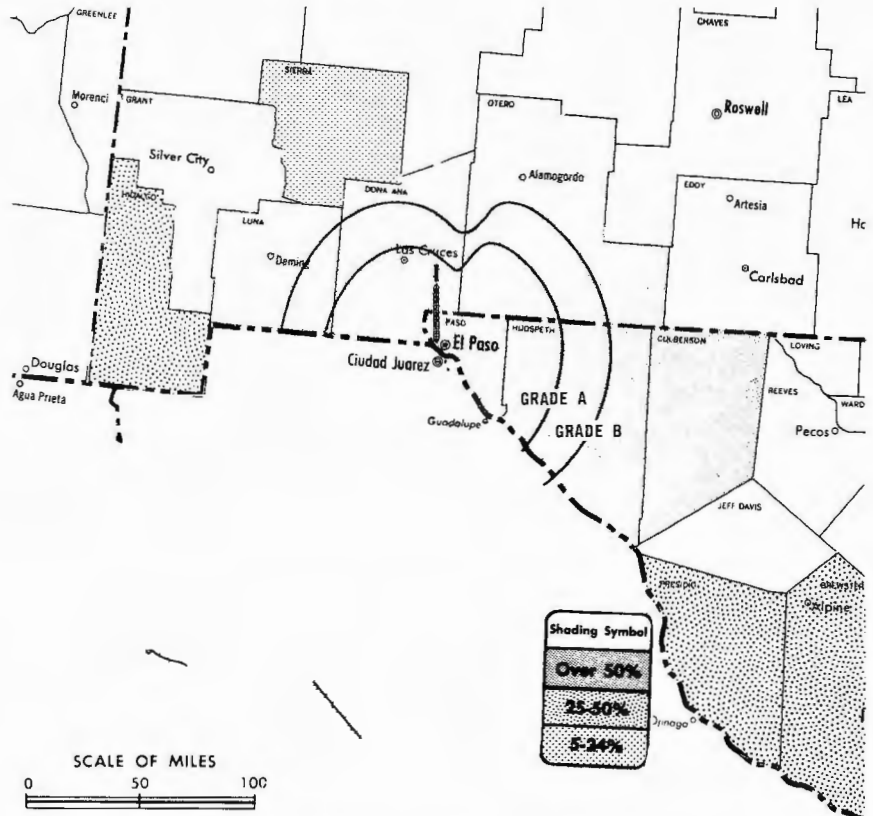 GREENLEE
CHAVES
SIERRA
Morenci
GRANT
OTERO
Roswell
LEA
Silver City
Alamogordo
EDDY
HIDALGO
DONA ANA
Artesia
LUNA
Las Cruces
Deming
Carlsbad
PASO
HUDSPETH
CULBERSON
LOVING
El Paso
Ciudad Juarez
Douglas
Agua Prieta
REEVES
WARD
GRADE A
GRADE B
Guadalupe
Pecos
JEFF DAVIS
PRESIDIO
BREWSTER
Alpine
Shading Symbol
Over 50%
25-50%
5-24%
Ojinaga
SCALE OF MILES
0 50 100